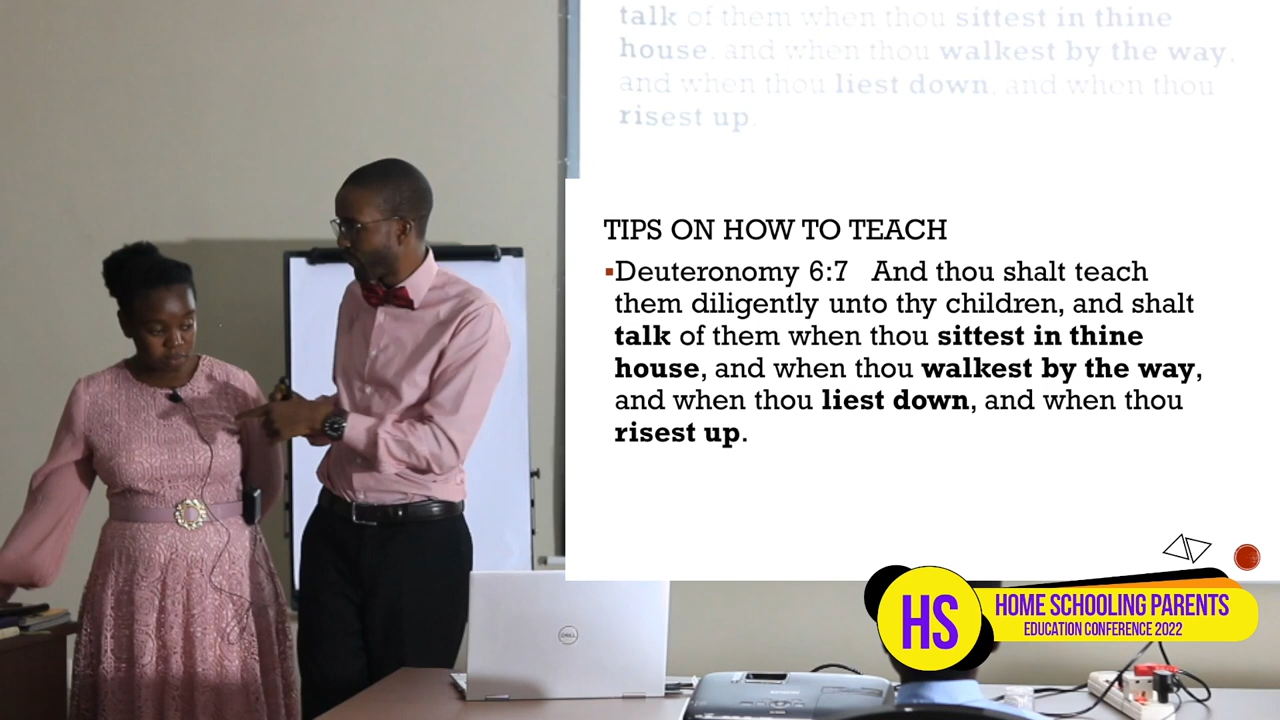 talk of them when thou sittest in thine
house, and when thou walkest by the way,
and when thou liest down, and when thou
risest up.
TIPS ON HOW TO TEACH
▪Deuteronomy 6:7 And thou shalt teach
them diligently unto thy children, and shalt
talk of them when thou sittest in thine
house, and when thou walkest by the way,
and when thou liest down, and when thou
risest up.
DELL
HS
HOME SCHOOLING PARENTS
EDUCATION CONFERENCE 2022